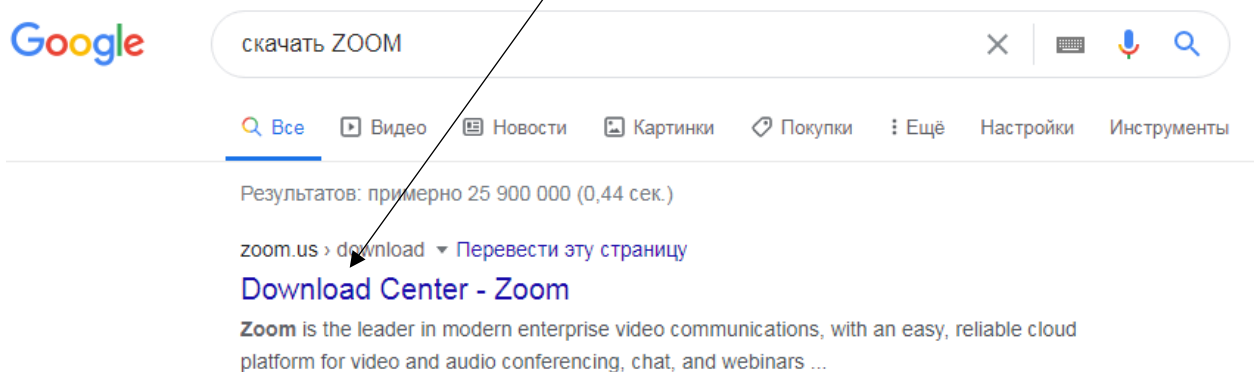 Google
скачать ZOOM
Все Видео Новости Картинки Покупки Ещё Настройки Инструменты
Результатов: примерно 25 900 000 (0,44 сек.)
zoom.us › download Перевести эту страницу
Download Center - Zoom
Zoom is the leader in modern enterprise video communications, with an easy, reliable cloud
platform for video and audio conferencing, chat, and webinars ...